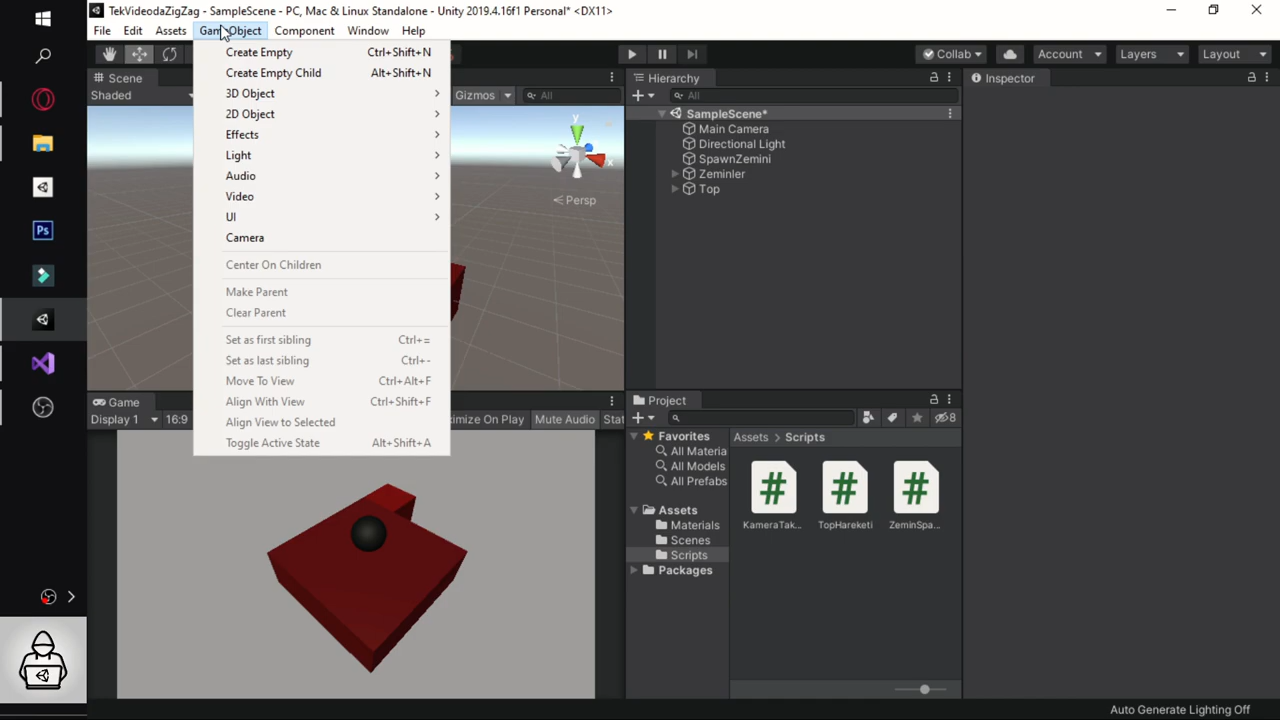 TekVideodaZigZag - SampleScene - PC, Mac & Linux Standalone - Unity 2019.4.16f1 Personal* <DX11>
File Edit Assets GameObject Component Window Help
Collab Account Layers Layout
Scene
Shaded
Gizmos All
Persp
y
x
Create Empty Ctrl+Shift+N
Create Empty Child Alt+Shift+N
3D Object
2D Object
Effects
Light
Audio
Video
UI
Camera
Center On Children
Make Parent
Clear Parent
Set as first sibling Ctrl+=
Set as last sibling Ctrl+-
Move To View Ctrl+Alt+F
Align With View Ctrl+Shift+F
Align View to Selected
Toggle Active State Alt+Shift+A
Hierarchy
All
SampleScene*
Main Camera
Directional Light
SpawnZemini
Zeminler
Top
Inspector
Game
Display 1 16:9 ximize On Play Mute Audio Stat
Project
8
Favorites
All Materia
All Models
All Prefabs
Assets
Materials
Scenes
Scripts
Packages
Assets > Scripts
KameraTak...
TopHareketi
ZeminSpa...
Auto Generate Lighting Off
Ps